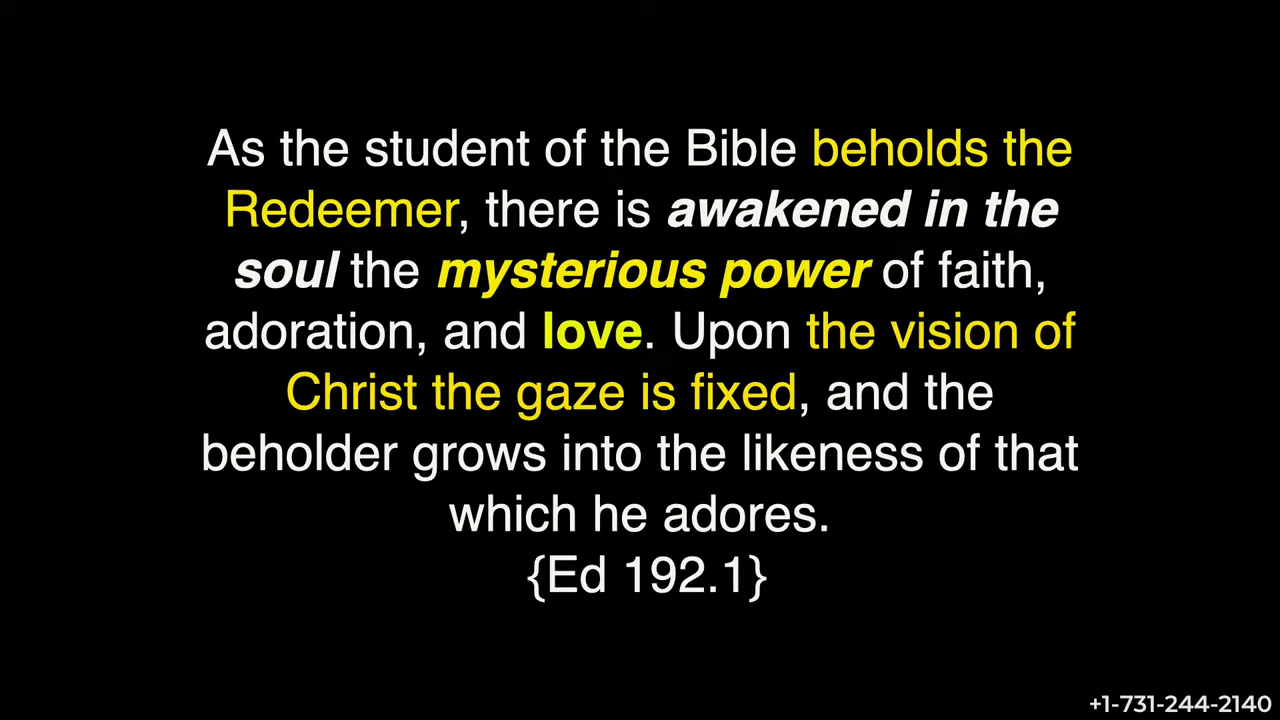 As the student of the Bible beholds the
Redeemer, there is awakened in the
soul the mysterious power of faith,
adoration, and love. Upon the vision of
Christ the gaze is fixed, and the
beholder grows into the likeness of that
which he adores.
{Ed 192.1}
+1-731-244-2140